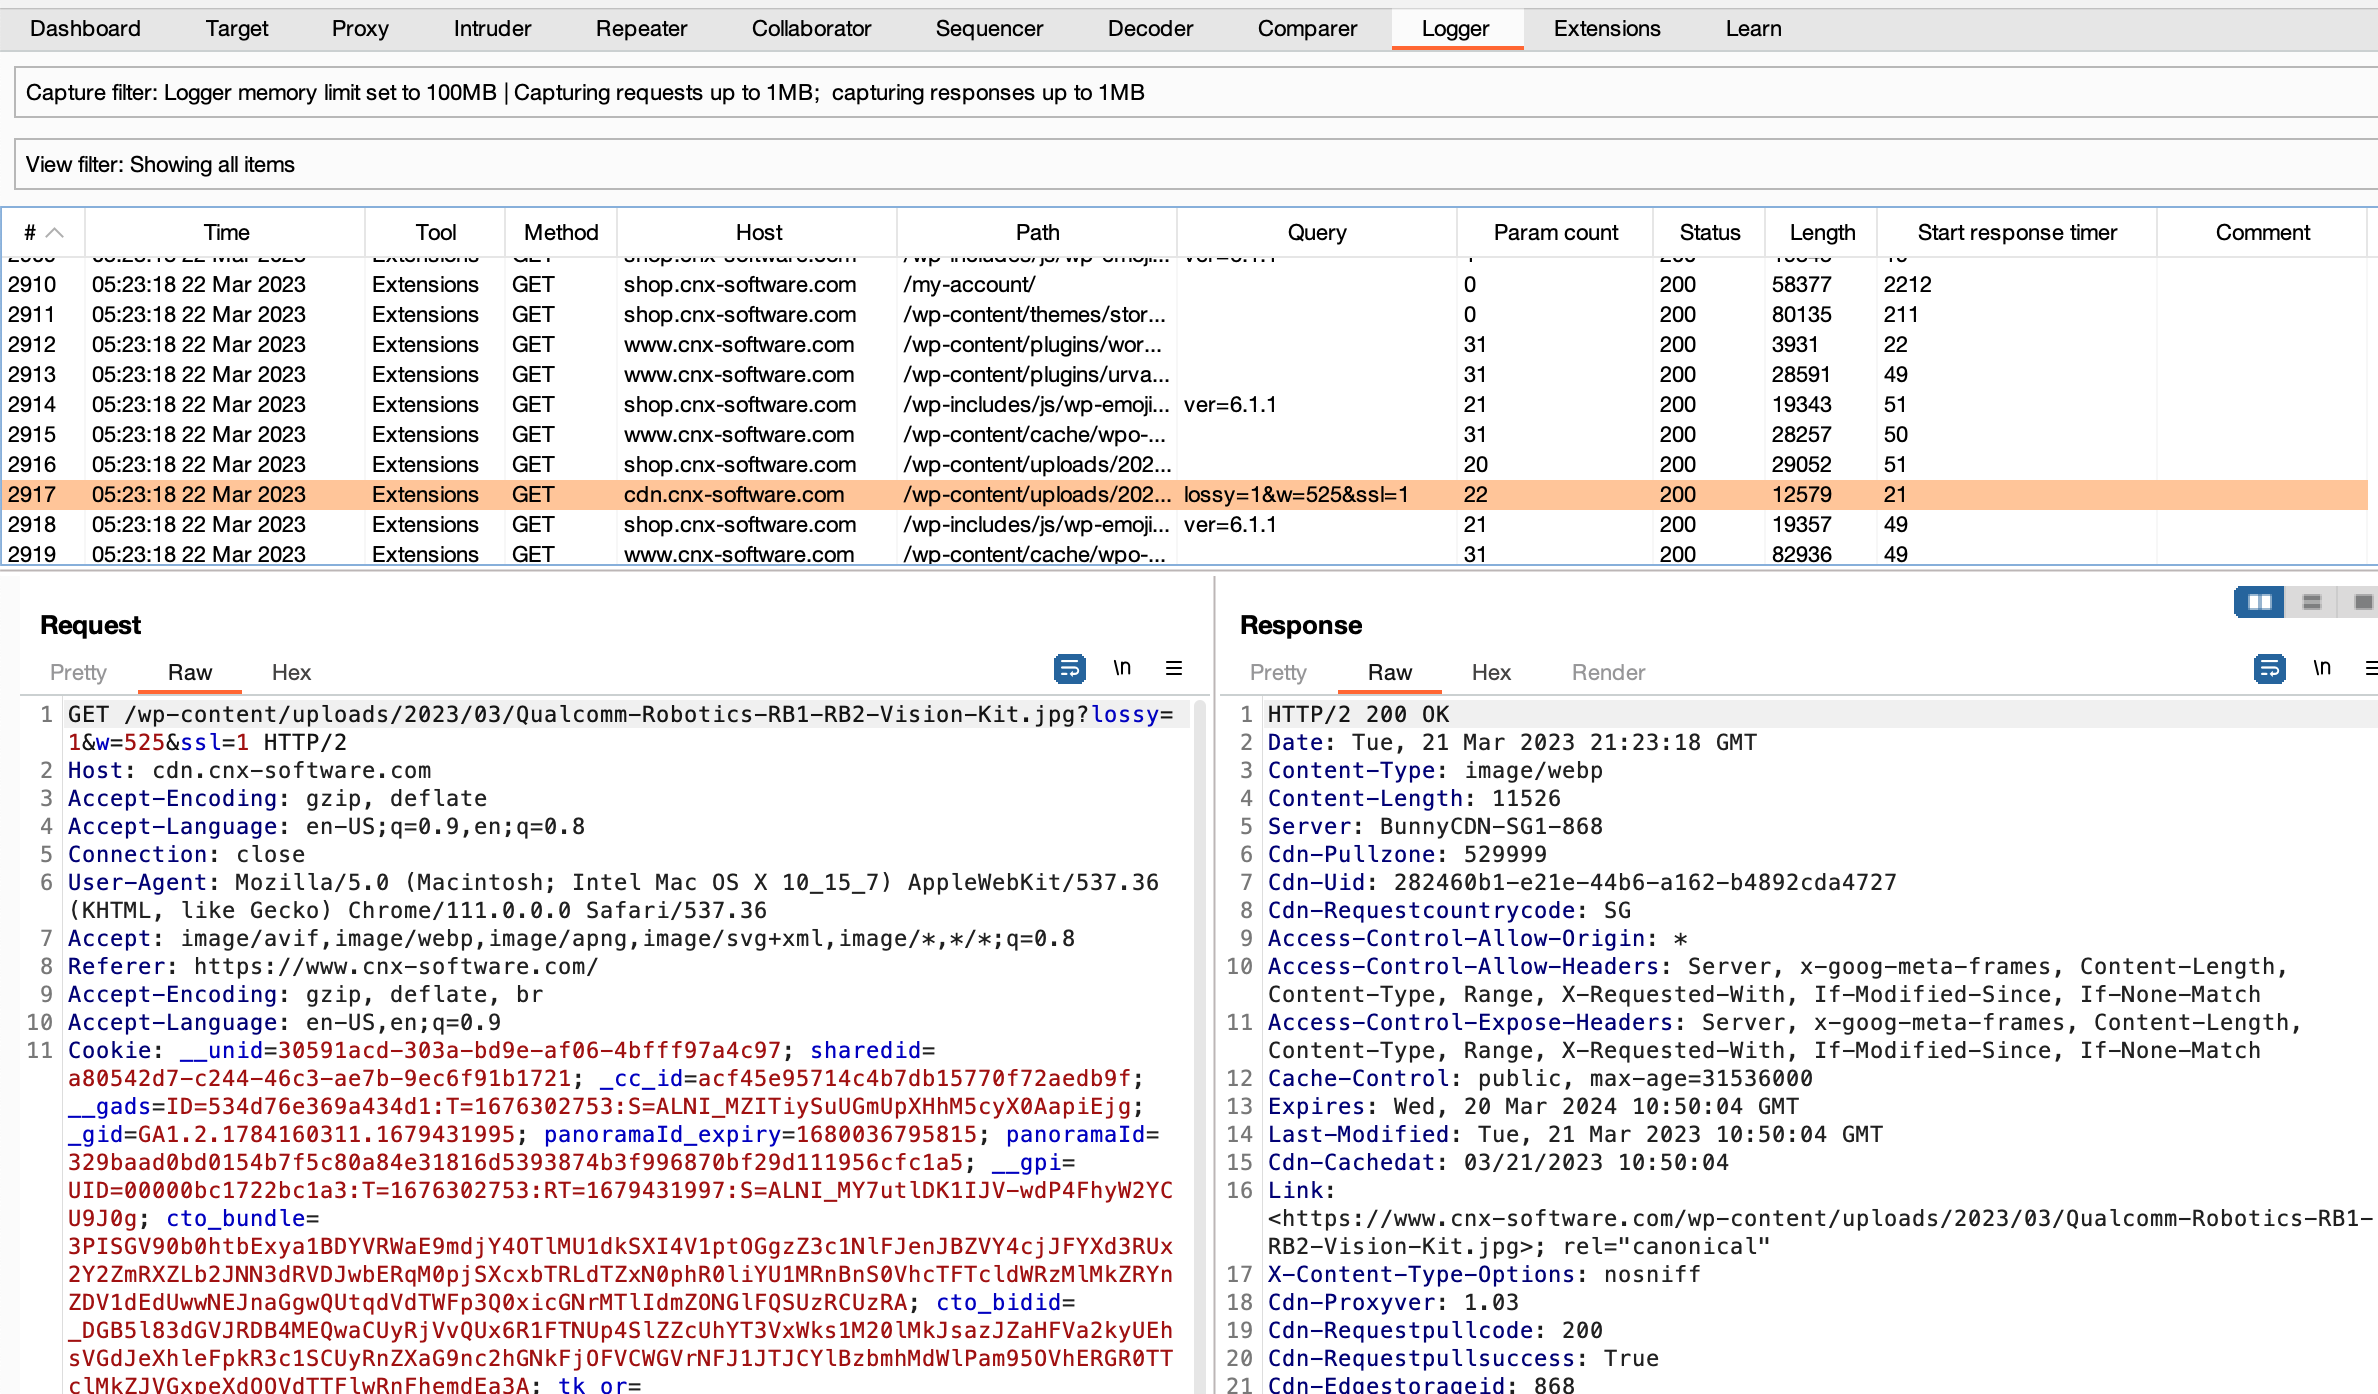 Dashboard Target Proxy Intruder Repeater Collaborator Sequencer Decoder Comparer Logger Extensions Learn
Capture filter: Logger memory limit set to 100MB | Capturing requests up to 1MB;  capturing responses up to 1MB
View filter: Showing all items
# Time Tool Method Host Path Query Param count Status Length Start response timer Comment
2910 05:23:18 22 Mar 2023 Extensions GET shop.cnx-software.com /my-account/ 0 200 58377 2212
2911 05:23:18 22 Mar 2023 Extensions GET shop.cnx-software.com /wp-content/themes/stor... 0 200 80135 211
2912 05:23:18 22 Mar 2023 Extensions GET www.cnx-software.com /wp-content/plugins/wor... 31 200 3931 22
2913 05:23:18 22 Mar 2023 Extensions GET www.cnx-software.com /wp-content/plugins/urva... 31 200 28591 49
2914 05:23:18 22 Mar 2023 Extensions GET shop.cnx-software.com /wp-includes/js/wp-emoji... ver=6.1.1 21 200 19343 51
2915 05:23:18 22 Mar 2023 Extensions GET www.cnx-software.com /wp-content/cache/wpo-... 31 200 28257 50
2916 05:23:18 22 Mar 2023 Extensions GET shop.cnx-software.com /wp-content/uploads/202... 20 200 29052 51
2917 05:23:18 22 Mar 2023 Extensions GET cdn.cnx-software.com /wp-content/uploads/202... lossy=1&w=525&ssl=1 22 200 12579 21
2918 05:23:18 22 Mar 2023 Extensions GET shop.cnx-software.com /wp-includes/js/wp-emoji... ver=6.1.1 21 200 19357 49
2919 05:23:18 22 Mar 2023 Extensions GET www.cnx-software.com /wp-content/cache/wpo-... 31 200 82936 49
Request
Pretty Raw Hex \n
1 GET /wp-content/uploads/2023/03/Qualcomm-Robotics-RB1-RB2-Vision-Kit.jpg?lossy=
1&w=525&ssl=1 HTTP/2
2 Host: cdn.cnx-software.com
3 Accept-Encoding: gzip, deflate
4 Accept-Language: en-US;q=0.9,en;q=0.8
5 Connection: close
6 User-Agent: Mozilla/5.0 (Macintosh; Intel Mac OS X 10_15_7) AppleWebKit/537.36
(KHTML, like Gecko) Chrome/111.0.0.0 Safari/537.36
7 Accept: image/avif,image/webp,image/apng,image/svg+xml,image/*,*/*;q=0.8
8 Referer: https://www.cnx-software.com/
9 Accept-Encoding: gzip, deflate, br
10 Accept-Language: en-US,en;q=0.9
11 Cookie: __unid=30591acd-303a-bd9e-af06-4bfff97a4c97; sharedid=
a80542d7-c244-46c3-ae7b-9ec6f91b1721; _cc_id=acf45e95714c4b7db15770f72aedb9f;
__gads=ID=534d76e369a434d1:T=1676302753:S=ALNI_MZITiySuUGmUpXHhM5cyX0AapiEjg;
_gid=GA1.2.1784160311.1679431995; panoramaId_expiry=1680036795815; panoramaId=
329baad0bd0154b7f5c80a84e31816d5393874b3f996870bf29d111956cfc1a5; __gpi=
UID=00000bc1722bc1a3:T=1676302753:RT=1679431997:S=ALNI_MY7utlDK1IJV-wdP4FhyW2YC
U9J0g; cto_bundle=
3PISGV90b0htbExya1BDYVRWaE9mdjY4OTlMU1dkSXI4V1ptOGgzZ3c1NlFJenJBZVY4cjJFYXd3RUx
2Y2ZmRXZLb2JNN3dRVDJwbERqM0pjSXcxbTRLdTZxN0phR0liYU1MRnBnS0VhcTFTcldWRzMlMkZRYn
ZDV1dEdUwwNEJnaGgwQUtqdVdTWFp3Q0xicGNrMTlIdmZONGlFQSUzRCUzRA; cto_bidid=
_DGB5l83dGVJRDB4MEQwaCUyRjVvQUx6R1FTNUp4SlZZcUhYT3VxWks1M20lMkJsazJZaHFVa2kyUEh
sVGdJeXhleFpkR3c1SCUyRnZXaG9nc2hGNkFjOFVCWGVrNFJ1JTJCYlBzbmhMdWlPam95OVhERGR0TT
clMkZJVGxpeXdOOVdTTFlwRnFhemdEa3A; tk_or=
Response
Pretty Raw Hex Render \n
1 HTTP/2 200 OK
2 Date: Tue, 21 Mar 2023 21:23:18 GMT
3 Content-Type: image/webp
4 Content-Length: 11526
5 Server: BunnyCDN-SG1-868
6 Cdn-Pullzone: 529999
7 Cdn-Uid: 282460b1-e21e-44b6-a162-b4892cda4727
8 Cdn-Requestcountrycode: SG
9 Access-Control-Allow-Origin: *
10 Access-Control-Allow-Headers: Server, x-goog-meta-frames, Content-Length,
Content-Type, Range, X-Requested-With, If-Modified-Since, If-None-Match
11 Access-Control-Expose-Headers: Server, x-goog-meta-frames, Content-Length,
Content-Type, Range, X-Requested-With, If-Modified-Since, If-None-Match
12 Cache-Control: public, max-age=31536000
13 Expires: Wed, 20 Mar 2024 10:50:04 GMT
14 Last-Modified: Tue, 21 Mar 2023 10:50:04 GMT
15 Cdn-Cachedat: 03/21/2023 10:50:04
16 Link:
<https://www.cnx-software.com/wp-content/uploads/2023/03/Qualcomm-Robotics-RB1-
RB2-Vision-Kit.jpg>; rel="canonical"
17 X-Content-Type-Options: nosniff
18 Cdn-Proxyver: 1.03
19 Cdn-Requestpullcode: 200
20 Cdn-Requestpullsuccess: True
21 Cdn-Edgestorageid: 868